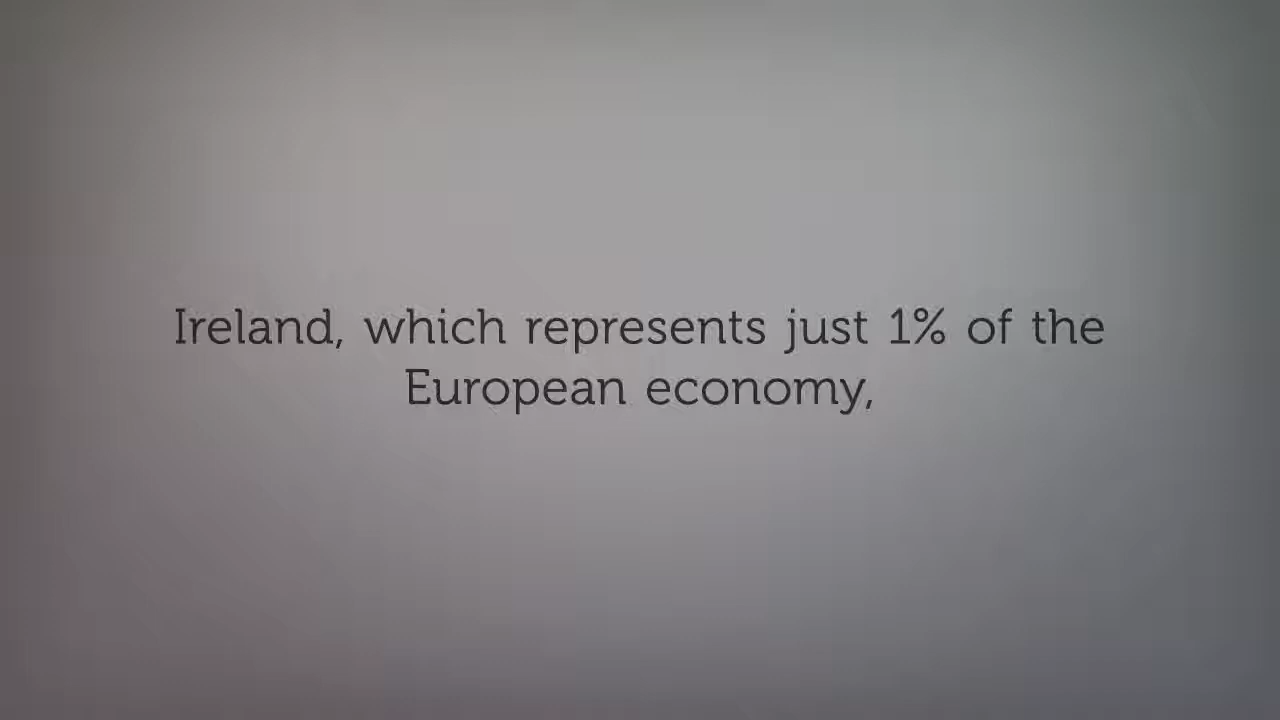 Ireland, which represents just 1% of the
European economy,